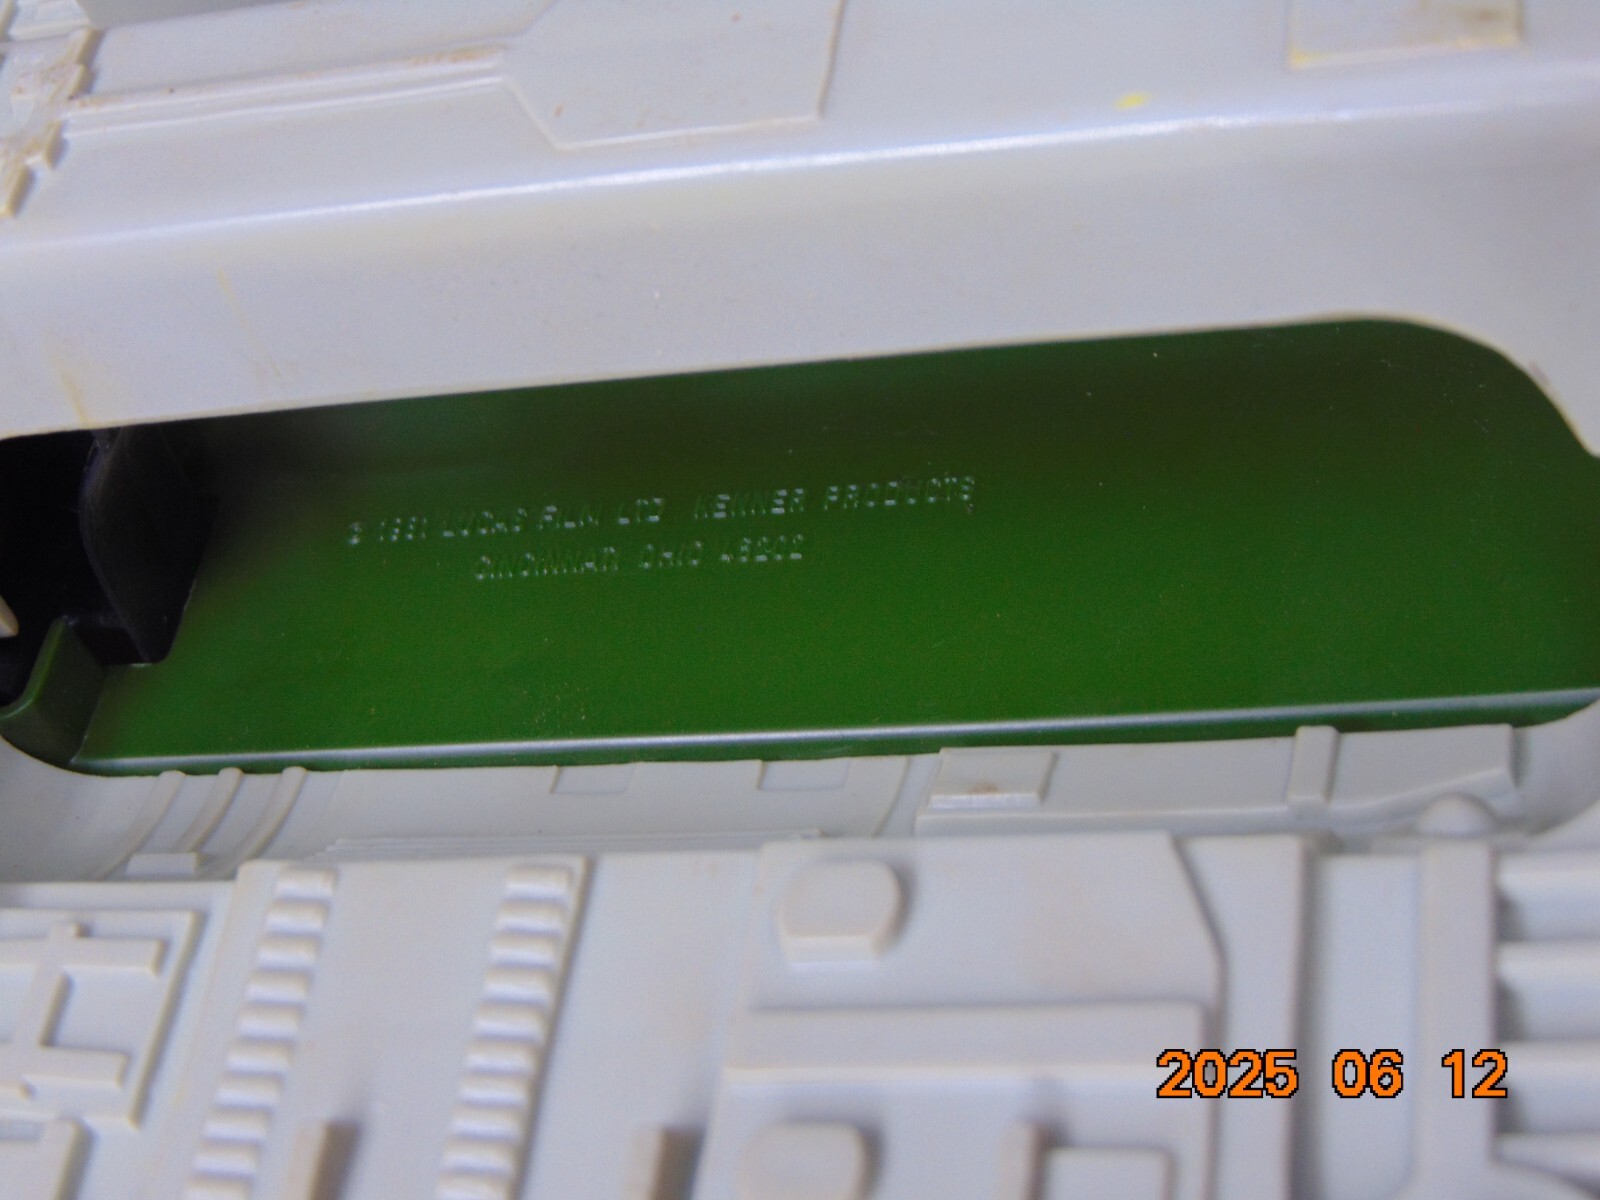 © 1981 LUCAS FILM LTD KENNER PRODUCTS
CINCINNATI OHIO 45202
2025 06 12